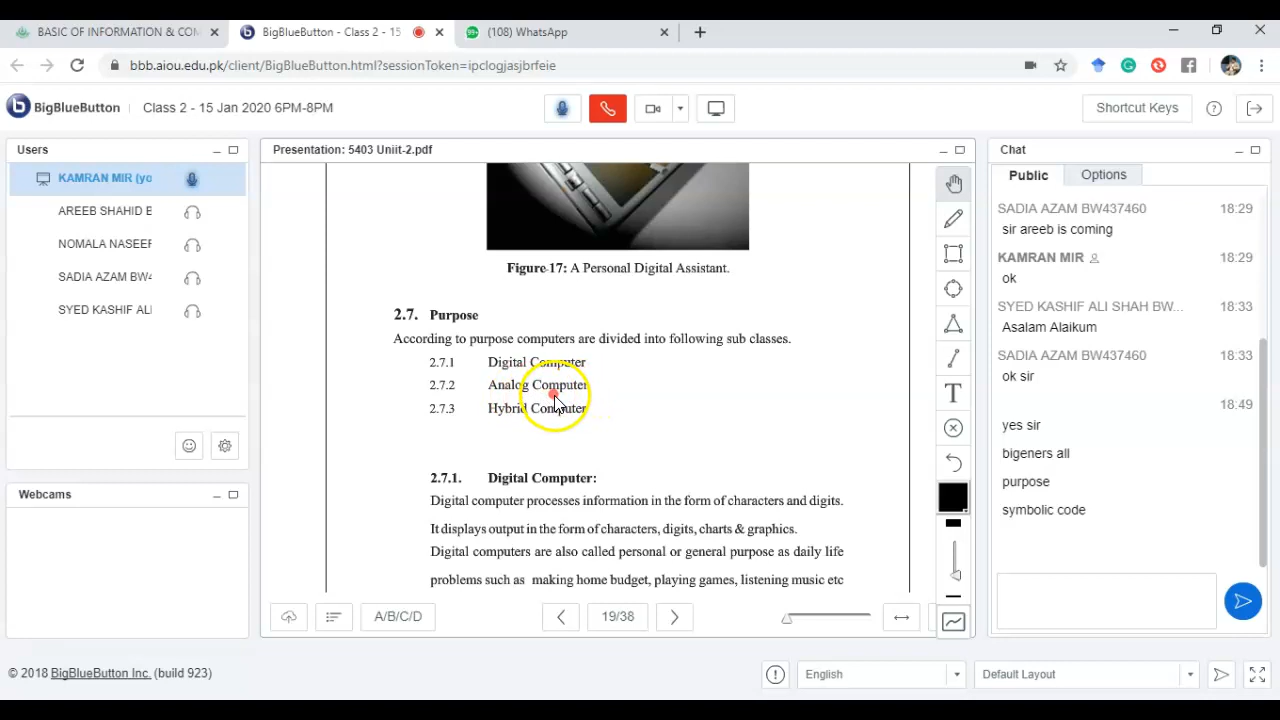 BASIC OF INFORMATION & COM
BigBlueButton - Class 2 - 15
(108) WhatsApp
bbb.aiou.edu.pk/client/BigBlueButton.html?sessionToken=ipclogjasjbrfeie
BigBlueButton
Class 2 - 15 Jan 2020 6PM-8PM
Shortcut Keys
Users
KAMRAN MIR (yo
AREEB SHAHID B
NOMALA NASEER
SADIA AZAM BW4
SYED KASHIF ALI
Webcams
Presentation: 5403 Uniit-2.pdf
Figure 17: A Personal Digital Assistant.
2.7. Purpose
According to purpose computers are divided into following sub classes.
2.7.1 Digital Computer
2.7.2 Analog Computer
2.7.3 Hybrid Computer
2.7.1. Digital Computer:
Digital computer processes information in the form of characters and digits.
It displays output in the form of characters, digits, charts & graphics.
Digital computers are also called personal or general purpose as daily life
problems such as making home budget, playing games, listening music etc
A/B/C/D
19/38
Chat
Public
Options
SADIA AZAM BW437460 18:29
sir areeb is coming
KAMRAN MIR 18:29
ok
SYED KASHIF ALI SHAH BW... 18:33
Asalam Alaikum
SADIA AZAM BW437460 18:33
ok sir
18:49
yes sir
bigeners all
purpose
symbolic code
© 2018 BigBlueButton Inc. (build 923)
English
Default Layout